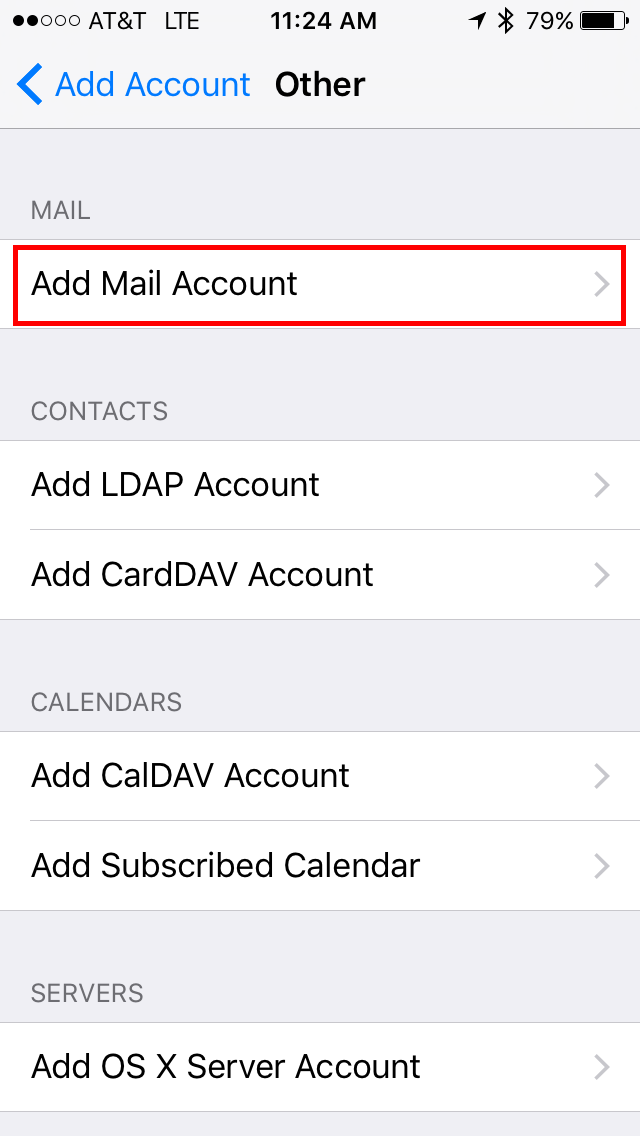 AT&T LTE 11:24 AM 79%
Add Account Other
MAIL
Add Mail Account
CONTACTS
Add LDAP Account
Add CardDAV Account
CALENDARS
Add CalDAV Account
Add Subscribed Calendar
SERVERS
Add OS X Server Account